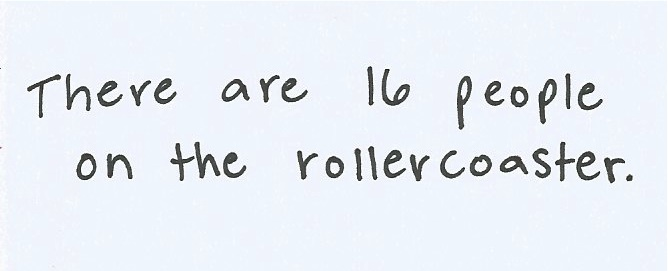 There are 16 people
on the rollercoaster.